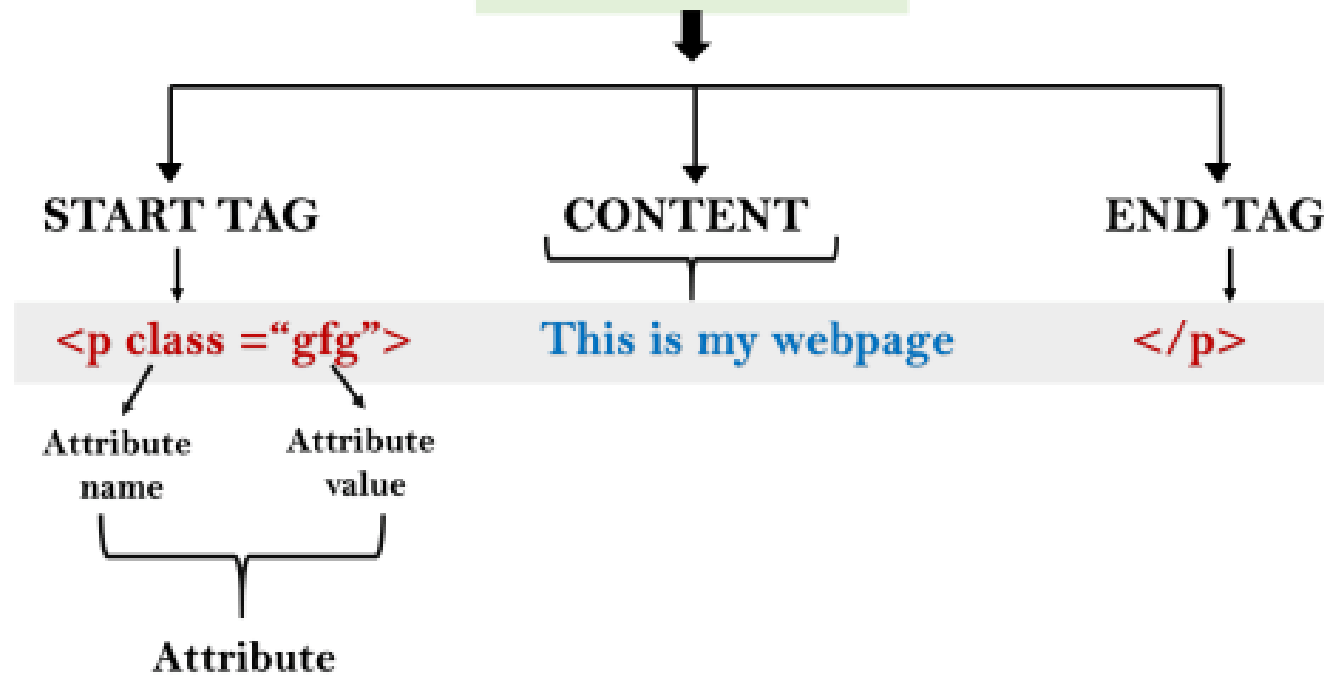 START TAG
CONTENT
END TAG
<p class =“gfg”>
This is my webpage
</p>
Attribute
name
Attribute
value
Attribute